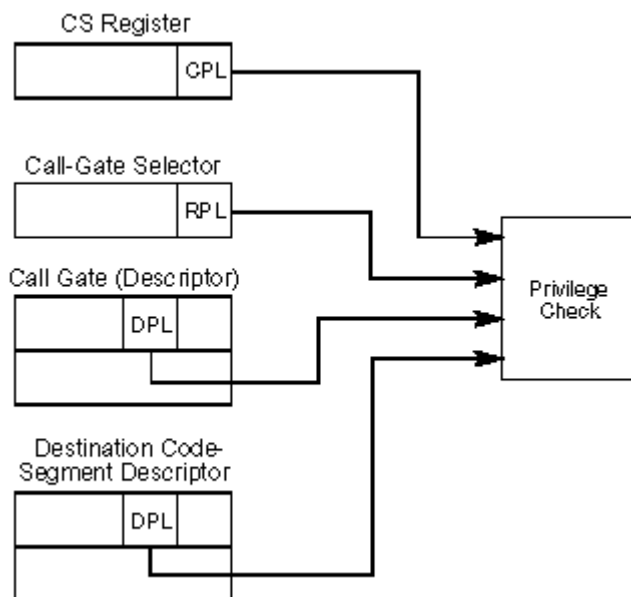 CS Register
CPL
Call-Gate Selector
RPL
Call Gate (Descriptor)
DPL
Privilege
Check
Destination Code-
Segment Descriptor
DPL